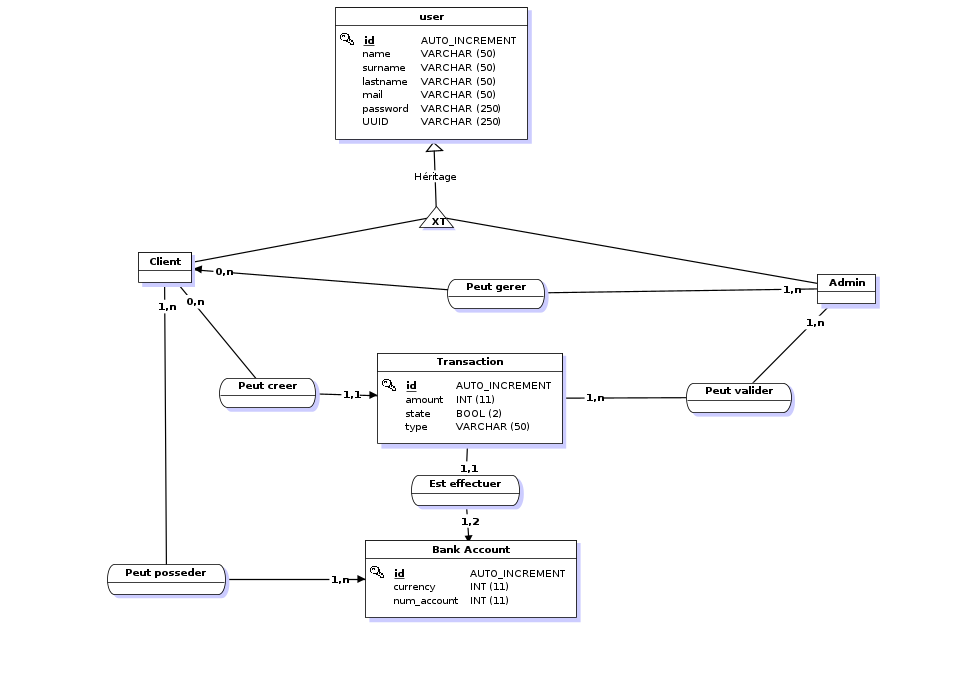 user
id AUTO_INCREMENT
name VARCHAR (50)
surname VARCHAR (50)
lastname VARCHAR (50)
mail VARCHAR (50)
password VARCHAR (250)
UUID VARCHAR (250)
Héritage
XT
Client
0,n
Peut gerer
1,n
Admin
1,n
0,n
1,n
Peut creer
1,1
Transaction
id AUTO_INCREMENT
amount INT (11)
state BOOL (2)
type VARCHAR (50)
1,n
Peut valider
1,1
Est effectuer
1,2
Bank Account
id AUTO_INCREMENT
currency INT (11)
num_account INT (11)
Peut posseder
1,n